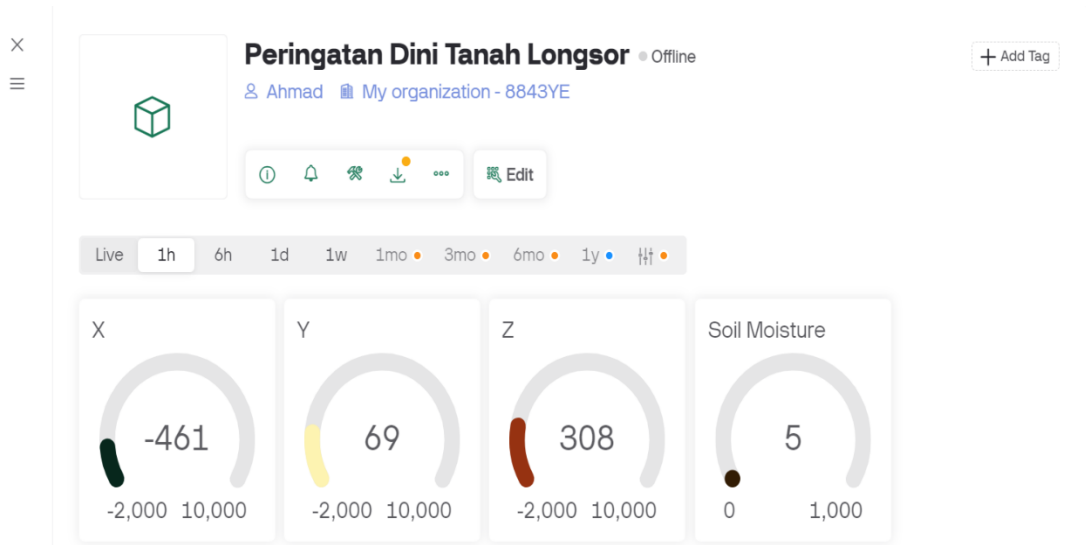 Peringatan Dini Tanah Longsor Offline
Add Tag
Ahmad My organization - 8843YE
Edit
Live 1h 6h 1d 1w 1mo 3mo 6mo 1y
X Y Z Soil Moisture
-461 69 308 5
-2,000 10,000 -2,000 10,000 -2,000 10,000 0 1,000